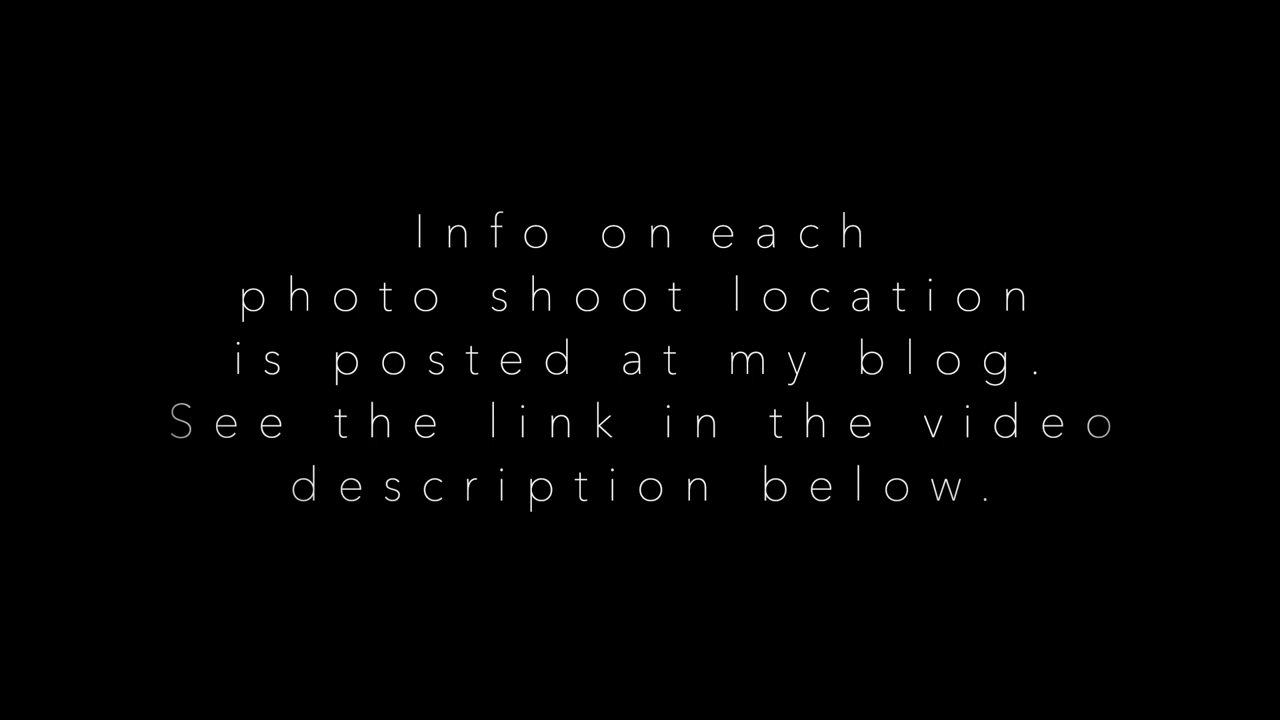 Info on each
photo shoot location
is posted at my blog.
See the link in the video
description below.